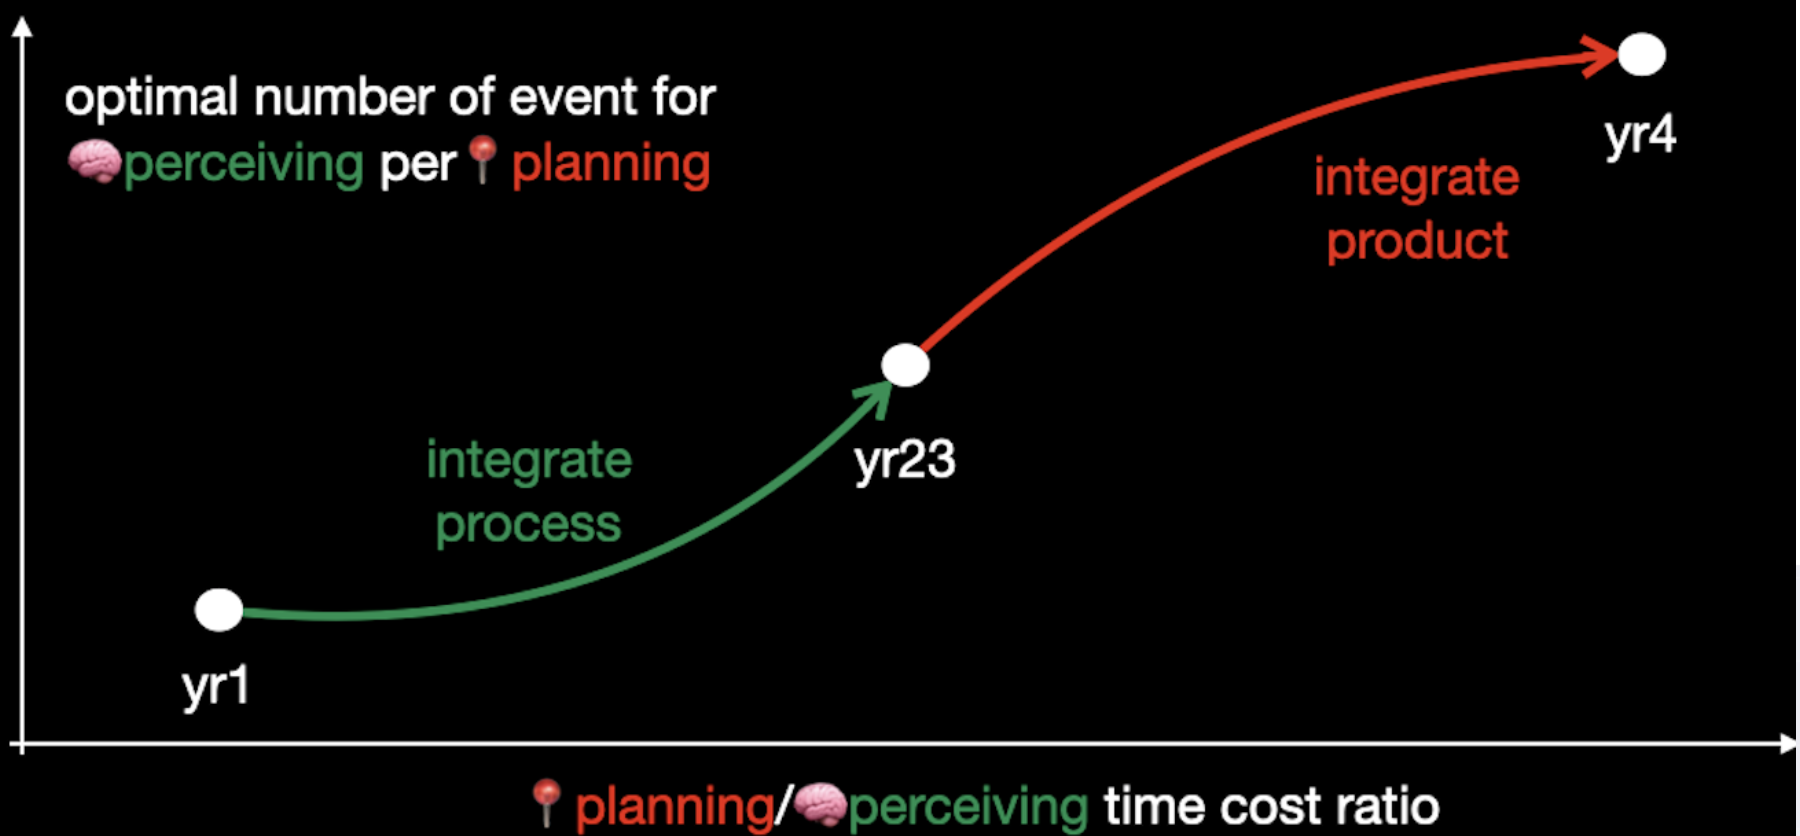 optimal number of event for
🧠perceiving per📍planning
yr4
integrate
product
yr23
integrate
process
yr1
📍planning/🧠perceiving time cost ratio